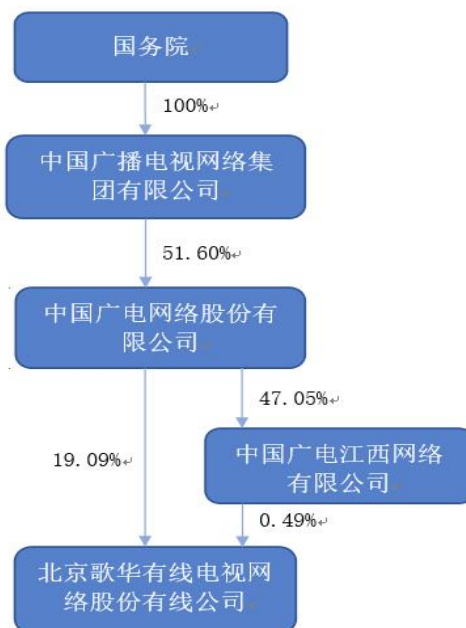 国务院
100%
中国广播电视网络集
团有限公司
51.60%
中国广电网络股份有
限公司
47.05%
19.09%
中国广电江西网络
有限公司
0.49%
北京歌华有线电视网
络股份有线公司